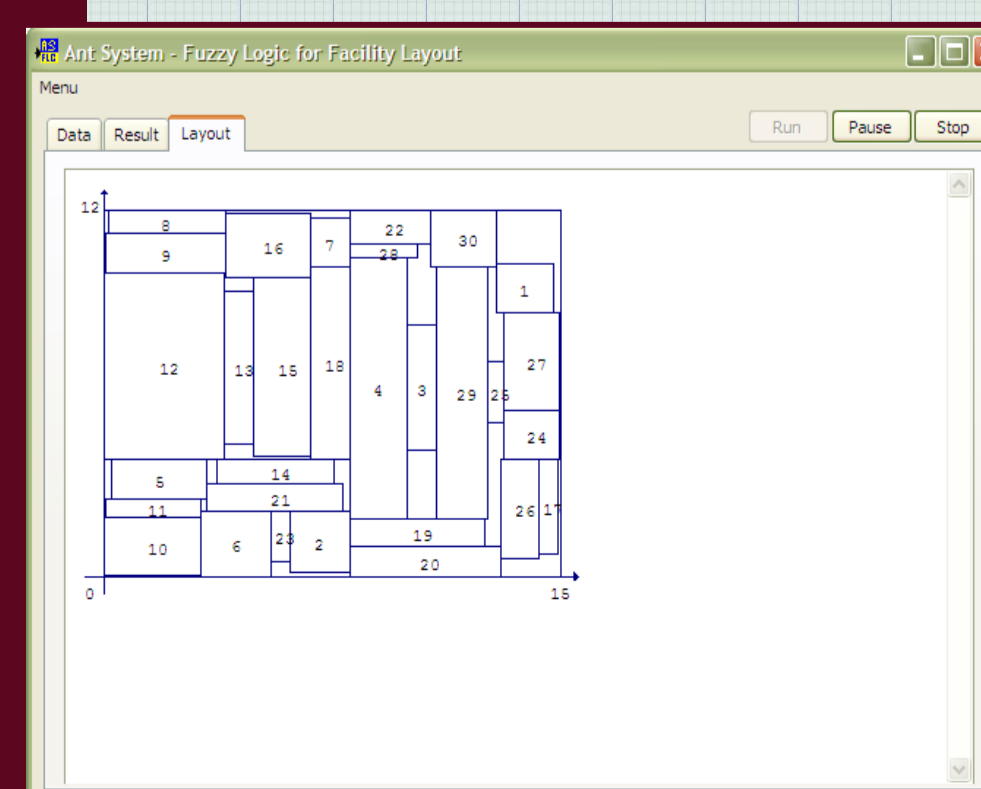 AS
FLC
Ant System - Fuzzy Logic for Facility Layout
Menu
Data Result Layout Run Pause Stop
12
8 16 7 22 30
9 28
1
12 13 15 18 4 3 29 25 27
24
5 14
11 21
10 6 23 2 19 26 17
20
0 15